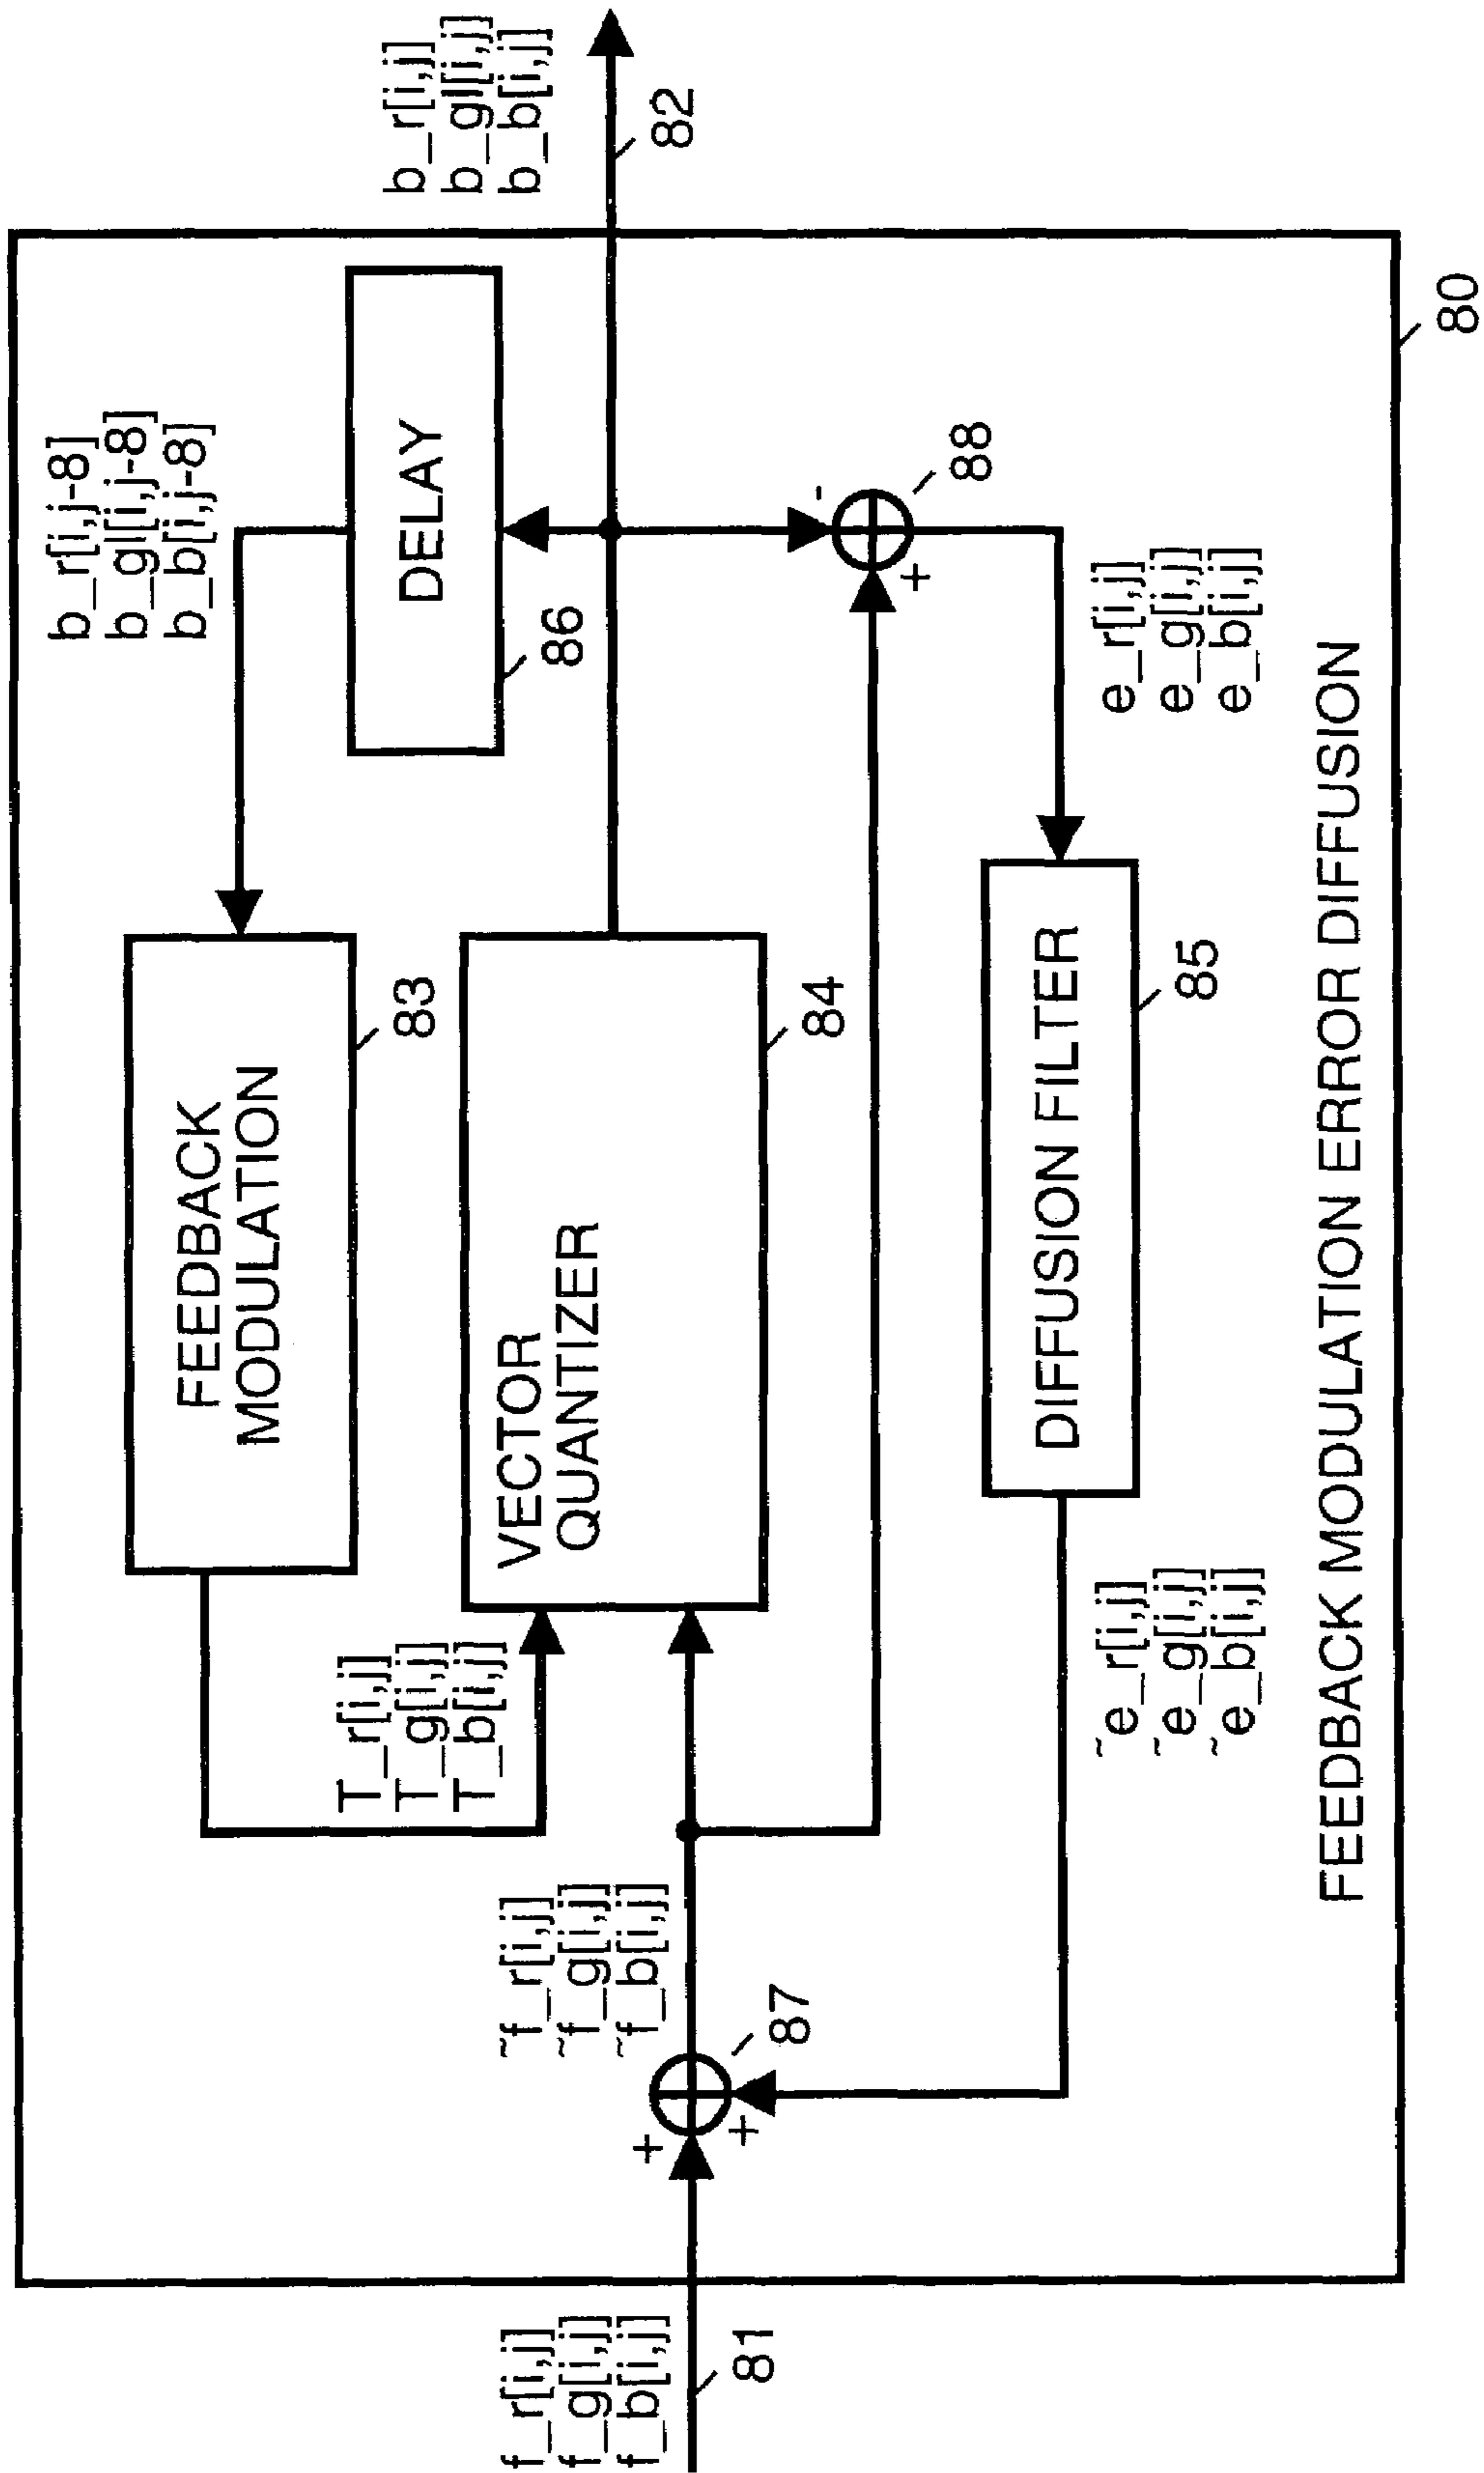 b_r[i,j-8]
b_g[i,j-8]
b_b[i,j-8]
FEEDBACK
MODULATION
83
DELAY
86
b_r[i,j]
b_g[i,j]
b_b[i,j]
82
T_r[i,j]
T_g[i,j]
T_b[i,j]
VECTOR
QUANTIZER
84
f_r[i,j]
f_g[i,j]
f_b[i,j]
81
+
+
87
~f_r[i,j]
~f_g[i,j]
~f_b[i,j]
-
+
88
e_r[i,j]
e_g[i,j]
e_b[i,j]
DIFFUSION FILTER
85
~e_r[i,j]
~e_g[i,j]
~e_b[i,j]
FEEDBACK MODULATION ERROR DIFFUSION
80